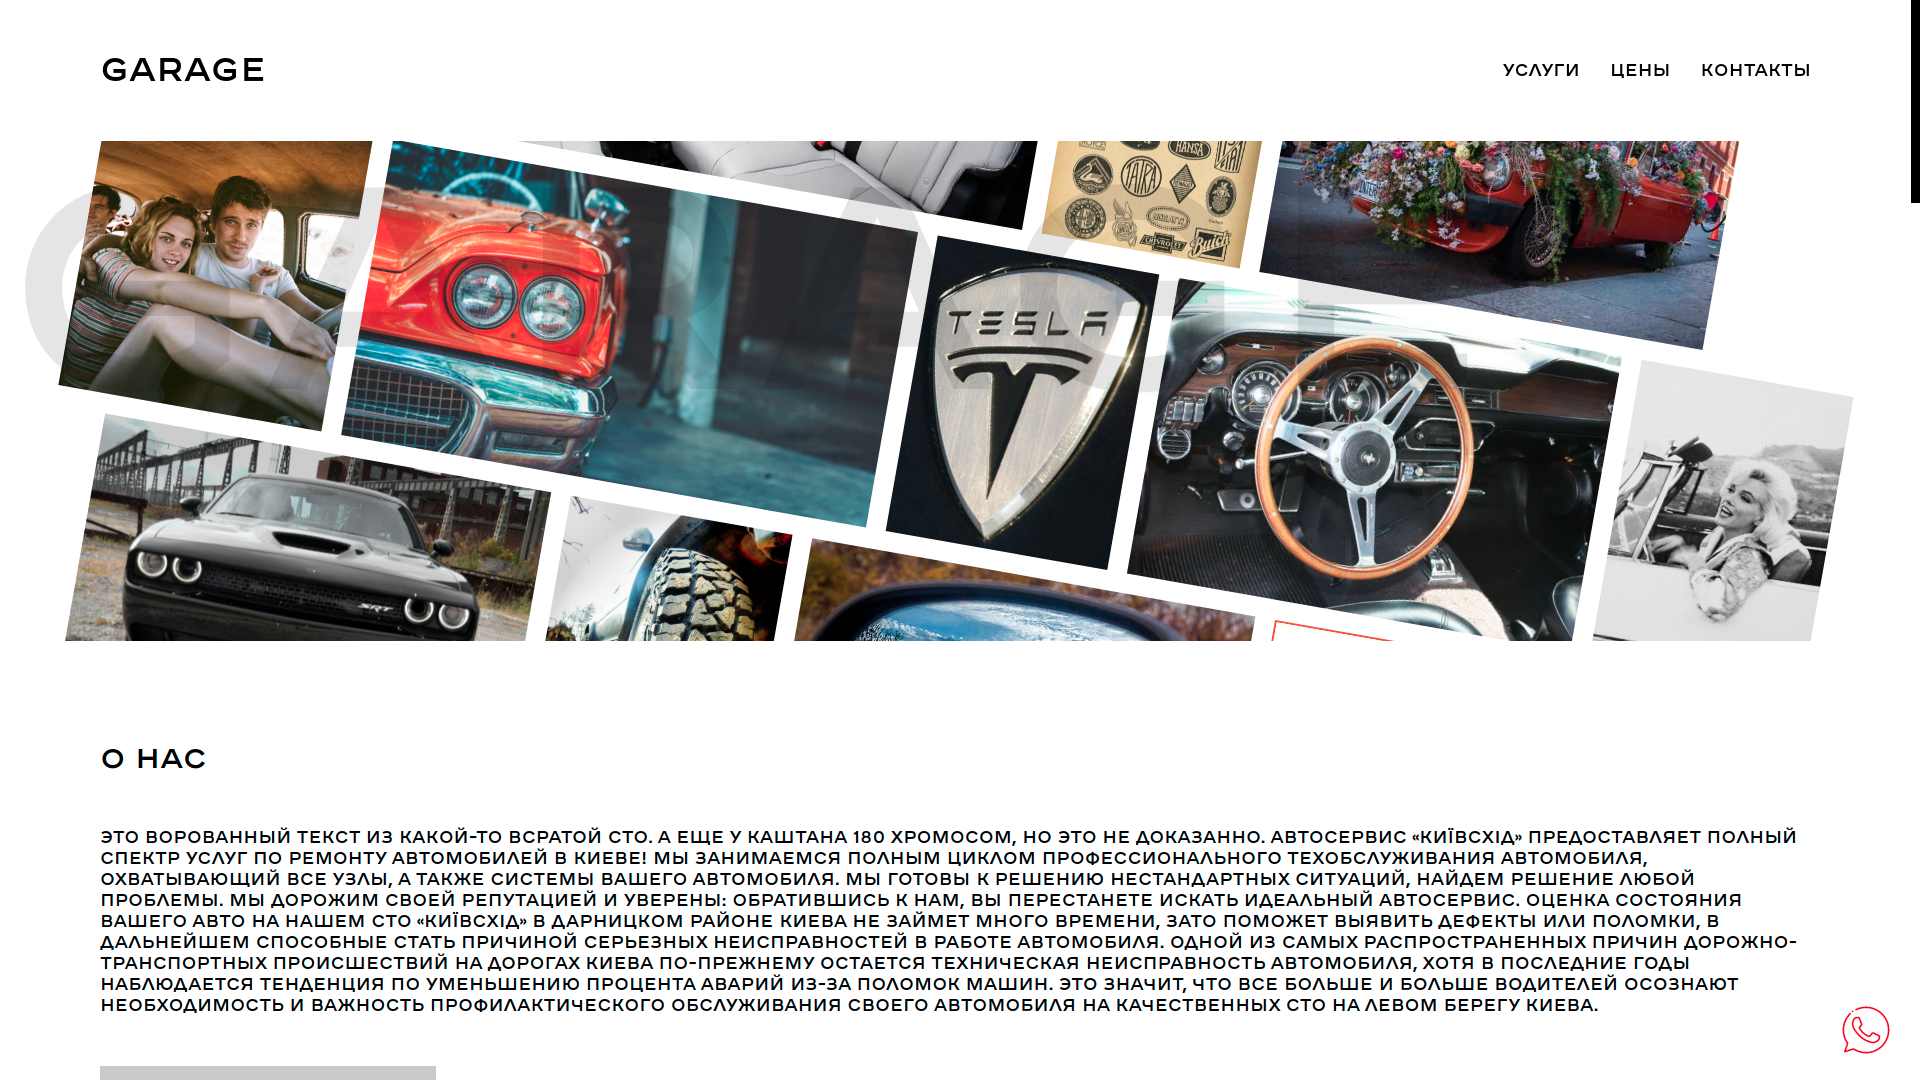 GARAGE
УСЛУГИ ЦЕНЫ КОНТАКТЫ
GARAGE
HANSA
TATRA
CHEVROLET
Buick
TESLA
SRT
О НАС
ЭТО ВОРОВАННЫЙ ТЕКСТ ИЗ КАКОЙ-ТО ВСРАТОЙ СТО. А ЕЩЕ У КАШТАНА 180 ХРОМОСОМ, НО ЭТО НЕ ДОКАЗАННО. АВТОСЕРВИС «КИЇВСХІД» ПРЕДОСТАВЛЯЕТ ПОЛНЫЙ
СПЕКТР УСЛУГ ПО РЕМОНТУ АВТОМОБИЛЕЙ В КИЕВЕ! МЫ ЗАНИМАЕМСЯ ПОЛНЫМ ЦИКЛОМ ПРОФЕССИОНАЛЬНОГО ТЕХОБСЛУЖИВАНИЯ АВТОМОБИЛЯ,
ОХВАТЫВАЮЩИЙ ВСЕ УЗЛЫ, А ТАКЖЕ СИСТЕМЫ ВАШЕГО АВТОМОБИЛЯ. МЫ ГОТОВЫ К РЕШЕНИЮ НЕСТАНДАРТНЫХ СИТУАЦИЙ, НАЙДЕМ РЕШЕНИЕ ЛЮБОЙ
ПРОБЛЕМЫ. МЫ ДОРОЖИМ СВОЕЙ РЕПУТАЦИЕЙ И УВЕРЕНЫ: ОБРАТИВШИСЬ К НАМ, ВЫ ПЕРЕСТАНЕТЕ ИСКАТЬ ИДЕАЛЬНЫЙ АВТОСЕРВИС. ОЦЕНКА СОСТОЯНИЯ
ВАШЕГО АВТО НА НАШЕМ СТО «КИЇВСХІД» В ДАРНИЦКОМ РАЙОНЕ КИЕВА НЕ ЗАЙМЕТ МНОГО ВРЕМЕНИ, ЗАТО ПОМОЖЕТ ВЫЯВИТЬ ДЕФЕКТЫ ИЛИ ПОЛОМКИ, В
ДАЛЬНЕЙШЕМ СПОСОБНЫЕ СТАТЬ ПРИЧИНОЙ СЕРЬЕЗНЫХ НЕИСПРАВНОСТЕЙ В РАБОТЕ АВТОМОБИЛЯ. ОДНОЙ ИЗ САМЫХ РАСПРОСТРАНЕННЫХ ПРИЧИН ДОРОЖНО-
ТРАНСПОРТНЫХ ПРОИСШЕСТВИЙ НА ДОРОГАХ КИЕВА ПО-ПРЕЖНЕМУ ОСТАЕТСЯ ТЕХНИЧЕСКАЯ НЕИСПРАВНОСТЬ АВТОМОБИЛЯ, ХОТЯ В ПОСЛЕДНИЕ ГОДЫ
НАБЛЮДАЕТСЯ ТЕНДЕНЦИЯ ПО УМЕНЬШЕНИЮ ПРОЦЕНТА АВАРИЙ ИЗ-ЗА ПОЛОМОК МАШИН. ЭТО ЗНАЧИТ, ЧТО ВСЕ БОЛЬШЕ И БОЛЬШЕ ВОДИТЕЛЕЙ ОСОЗНАЮТ
НЕОБХОДИМОСТЬ И ВАЖНОСТЬ ПРОФИЛАКТИЧЕСКОГО ОБСЛУЖИВАНИЯ СВОЕГО АВТОМОБИЛЯ НА КАЧЕСТВЕННЫХ СТО НА ЛЕВОМ БЕРЕГУ КИЕВА.